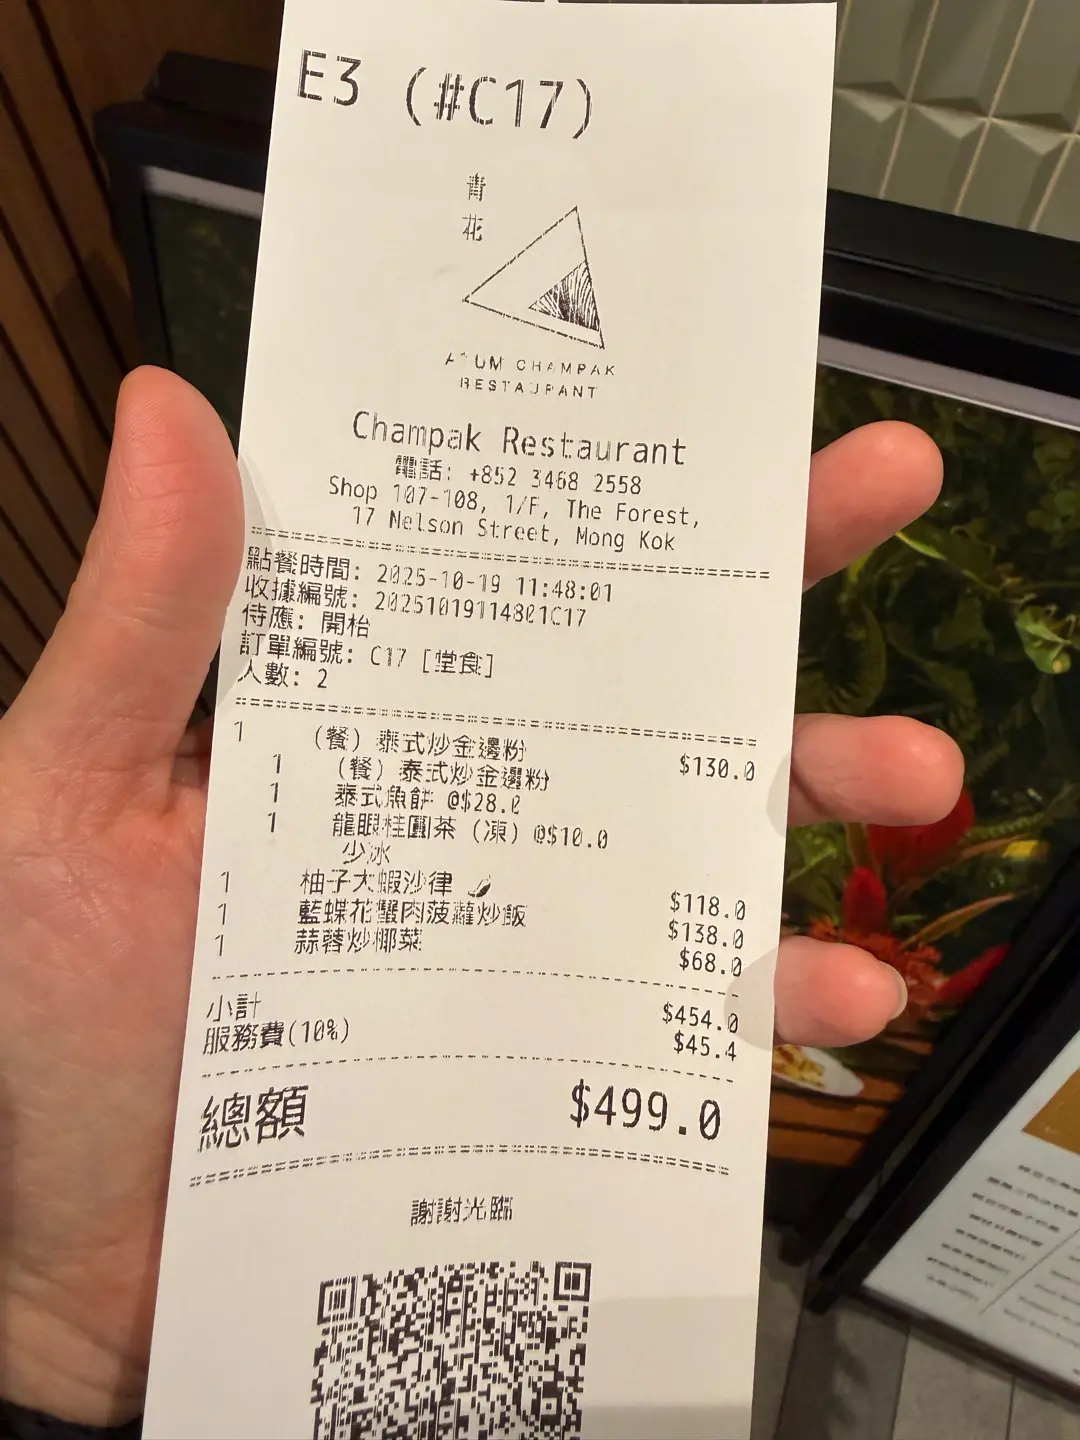 E3 (#C17)
青花
ATUM CHAMPAK
RESTAURANT
Champak Restaurant
電話: +852 3468 2558
Shop 107-108, 1/F, The Forest,
17 Nelson Street, Mong Kok
點餐時間: 2025-10-19 11:48:01
收據編號: 20251019114801C17
侍應: 開枱
訂單編號: C17 [堂食]
人數: 2
1 (餐) 泰式炒金邊粉 $130.0
1 (餐) 泰式炒金邊粉
1 泰式魚餅 @$28.0
1 龍眼桂圓茶 (凍) @$10.0
少冰
1 柚子大蝦沙律 $118.0
1 藍蝶花蟹肉菠蘿炒飯 $138.0
1 蒜蓉炒椰菜 $68.0
小計 $454.0
服務費(10%) $45.4
總額 $499.0
謝謝光臨